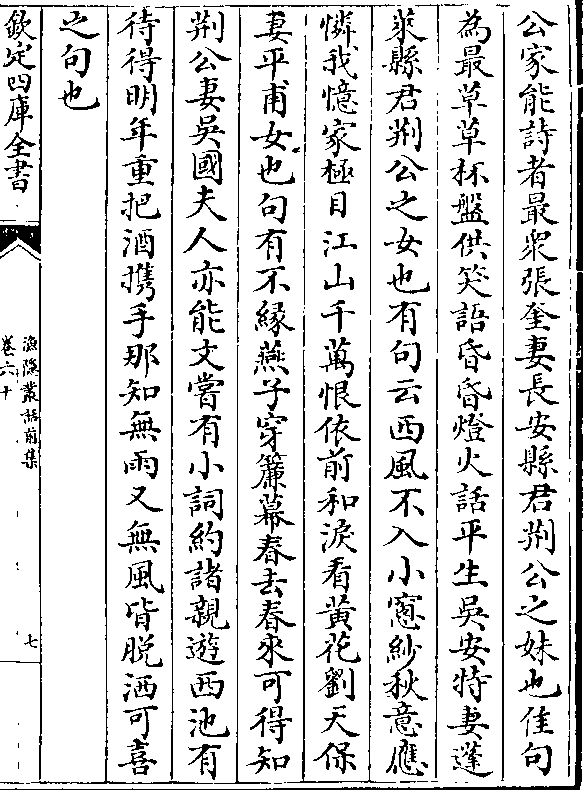 公家能詩者最衆張奎妻長安縣君荆公之妹也佳句
為最草草杯盤供笑語昏昏燈火話平生吳安持妻蓬
萊縣君荆公之女也有句云西風不入小窻紗秋意應
憐我憶家極目江山千萬恨依前和淚看黄花劉天保
妻平甫女也句有不縁燕子穿簾幕春去春來可得知
荆公妻吳國夫人亦能文嘗有小詞約諸親遊西池有
待得明年重把酒攜手那知無雨又無風皆脱洒可喜
之句也
欽定四庫全書
漁隱叢話前集
卷六十
七